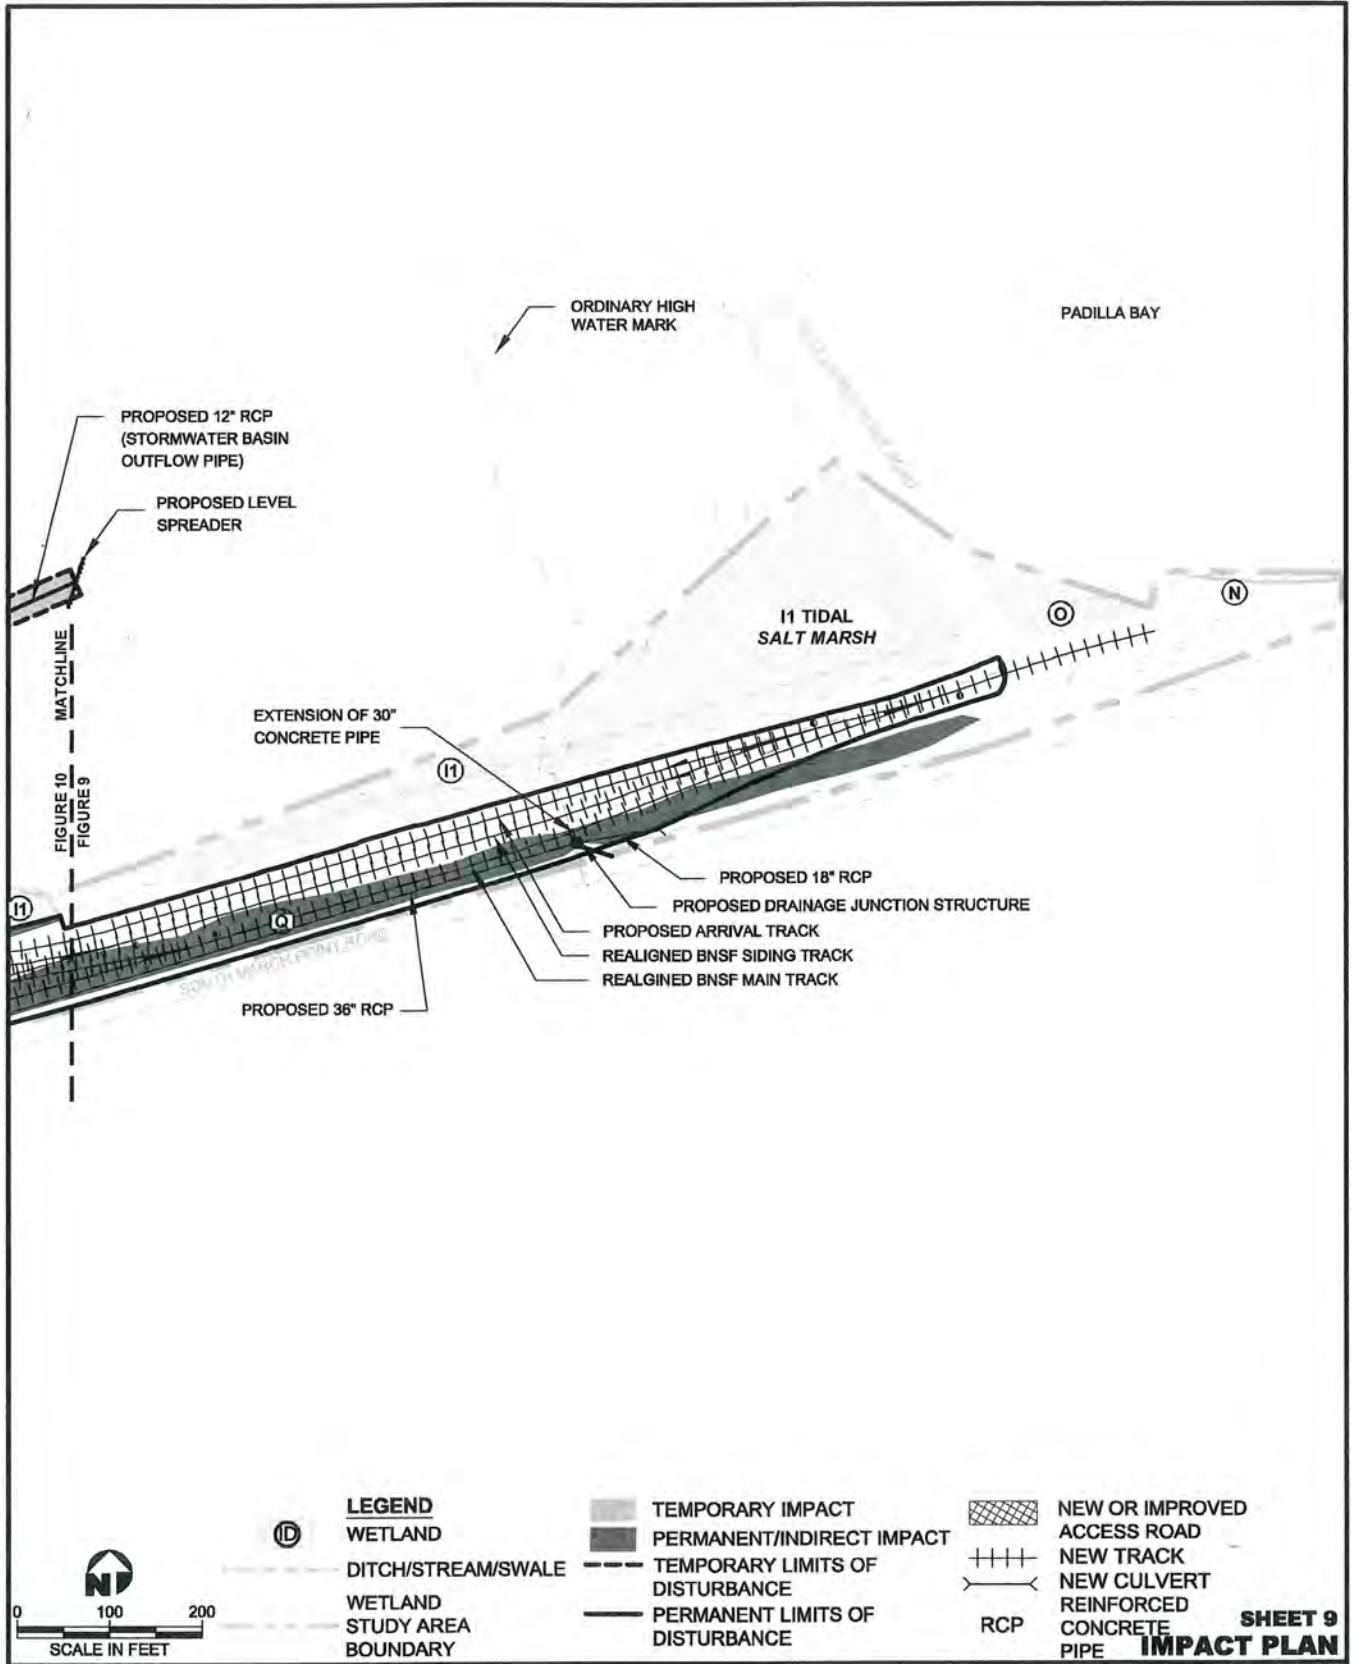 ORDINARY HIGH
WATER MARK
PADILLA BAY
PROPOSED 12" RCP
(STORMWATER BASIN
OUTFLOW PIPE)
PROPOSED LEVEL
SPREADER
N
O
I1 TIDAL
SALT MARSH
FIGURE 10 MATCHLINE
FIGURE 9
EXTENSION OF 30"
CONCRETE PIPE
I1
PROPOSED 18" RCP
I1
PROPOSED DRAINAGE JUNCTION STRUCTURE
Q
PROPOSED ARRIVAL TRACK
REALIGNED BNSF SIDING TRACK
SOUTH MARCH POINT ROAD
REALGINED BNSF MAIN TRACK
PROPOSED 36" RCP
LEGEND
ID WETLAND
DITCH/STREAM/SWALE
WETLAND
STUDY AREA
BOUNDARY
TEMPORARY IMPACT
PERMANENT/INDIRECT IMPACT
TEMPORARY LIMITS OF
DISTURBANCE
PERMANENT LIMITS OF
DISTURBANCE
NEW OR IMPROVED
ACCESS ROAD
NEW TRACK
NEW CULVERT
RCP REINFORCED
CONCRETE
PIPE
N
0 100 200
SCALE IN FEET
SHEET 9
IMPACT PLAN